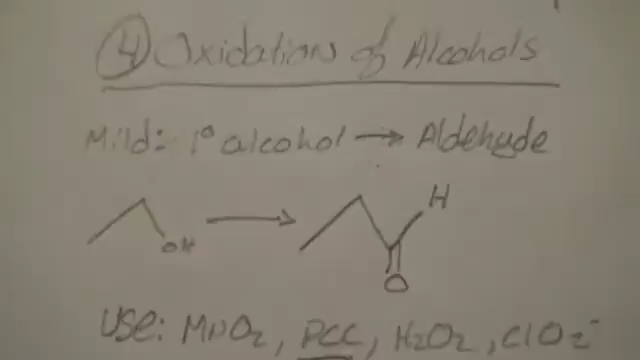 ④ Oxidation of Alcohols
Mild: 1° alcohol → Aldehyde
OH → H
O
USE: MnO2, PCC, H2O2, ClO2⁻